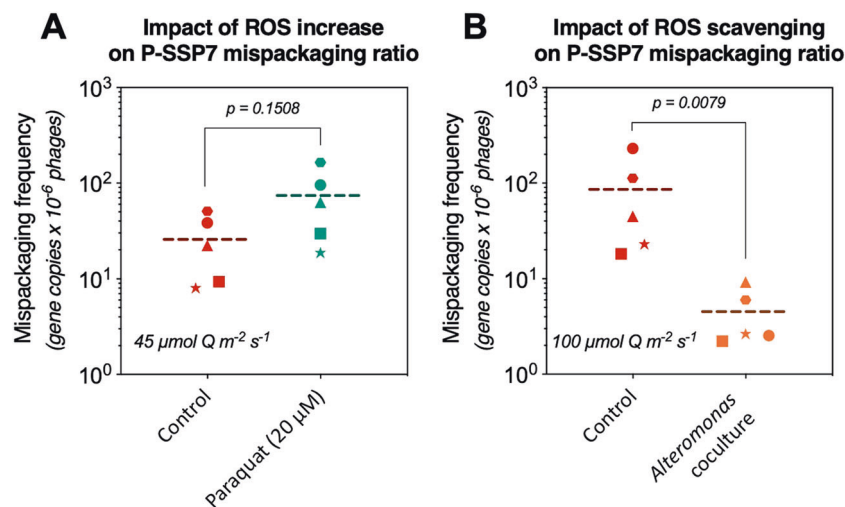 A
Impact of ROS increase
on P-SSP7 mispackaging ratio
Mispackaging frequency
(gene copies x 10⁻⁶ phages)
10³
10²
10¹
10⁰
p = 0.1508
45 µmol Q m⁻² s⁻¹
Control
Paraquat (20 µM)
B
Impact of ROS scavenging
on P-SSP7 mispackaging ratio
Mispackaging frequency
(gene copies x 10⁻⁶ phages)
10³
10²
10¹
10⁰
p = 0.0079
100 µmol Q m⁻² s⁻¹
Control
Alteromonas
coculture